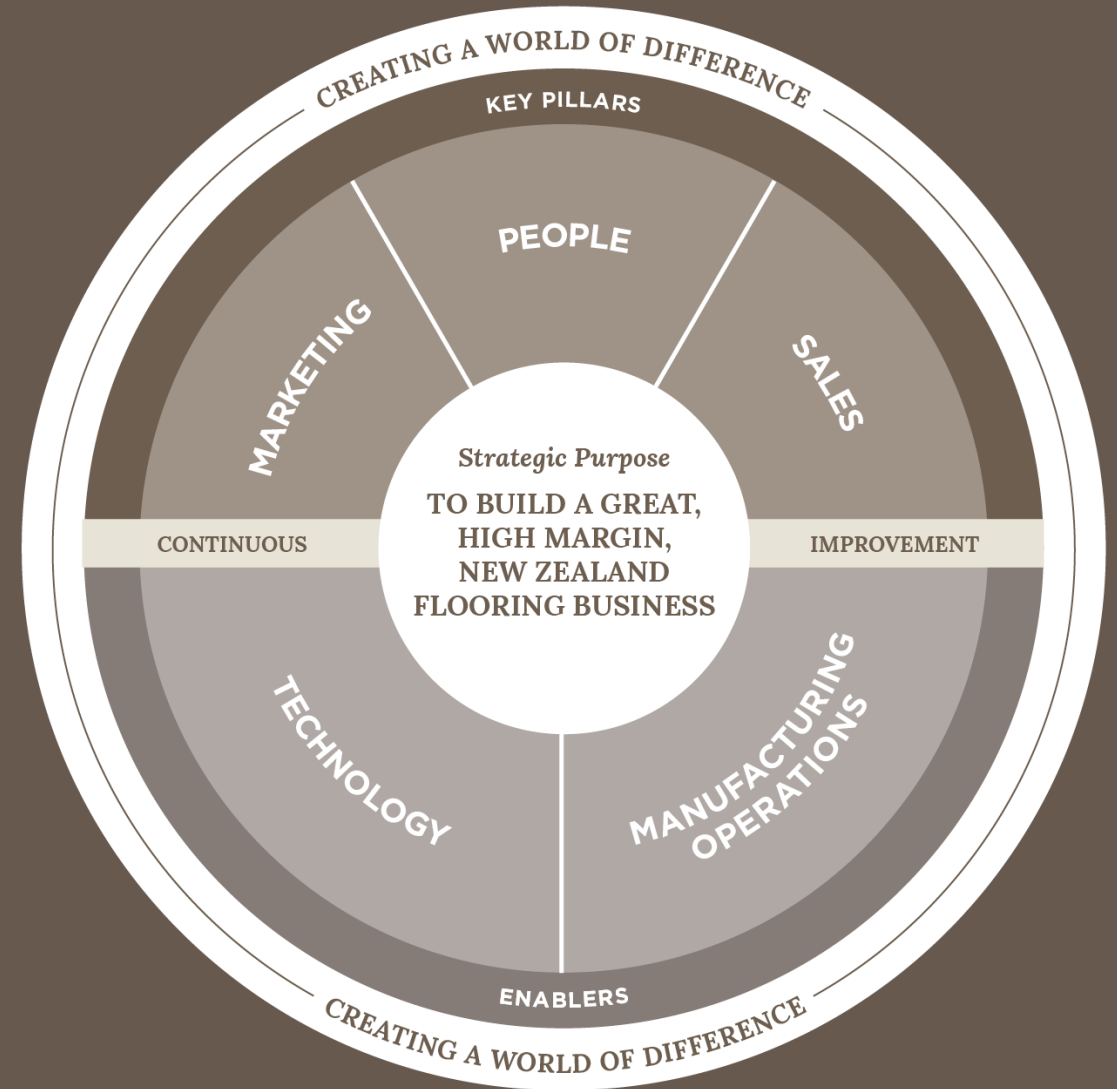 CREATING A WORLD OF DIFFERENCE
KEY PILLARS
PEOPLE
MARKETING
SALES
Strategic Purpose
TO BUILD A GREAT,
HIGH MARGIN,
NEW ZEALAND
FLOORING BUSINESS
CONTINUOUS
IMPROVEMENT
TECHNOLOGY
MANUFACTURING
OPERATIONS
ENABLERS
CREATING A WORLD OF DIFFERENCE